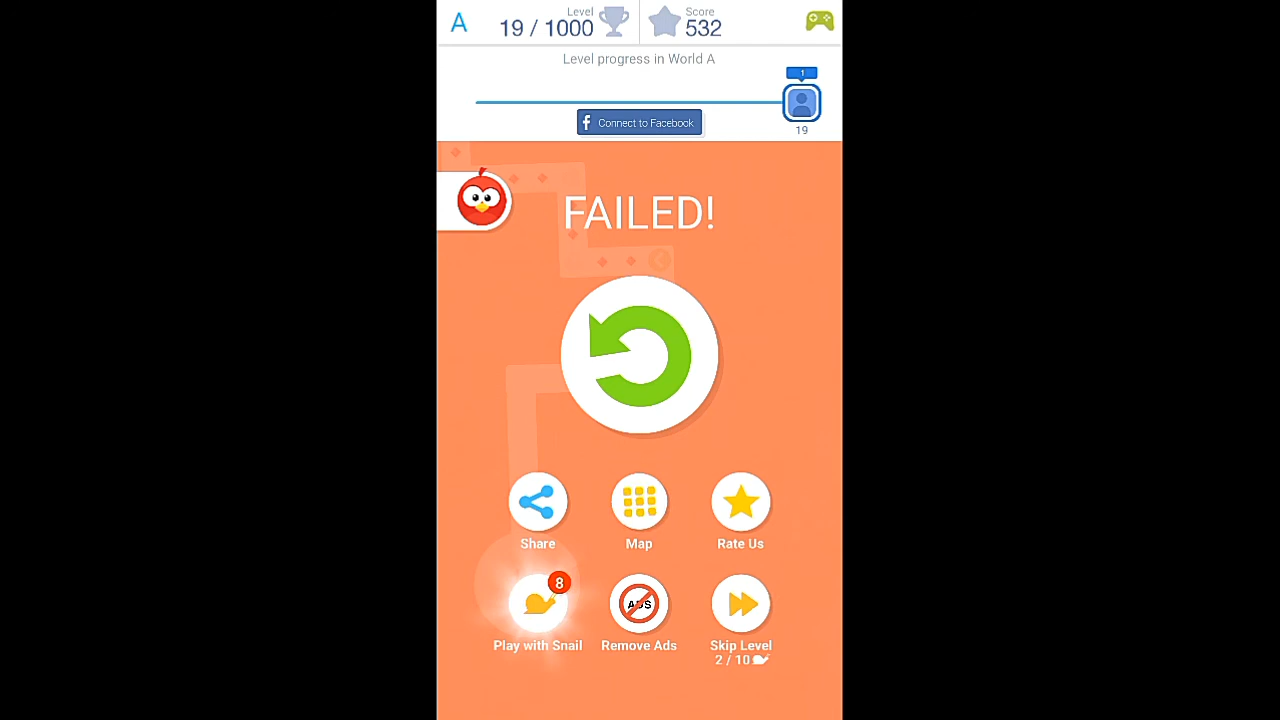 A
Level
19 / 1000
Score
532
Level progress in World A
1
f Connect to Facebook
19
FAILED!
Share
Map
Rate Us
8
ADS
Play with Snail
Remove Ads
Skip Level
2 / 10